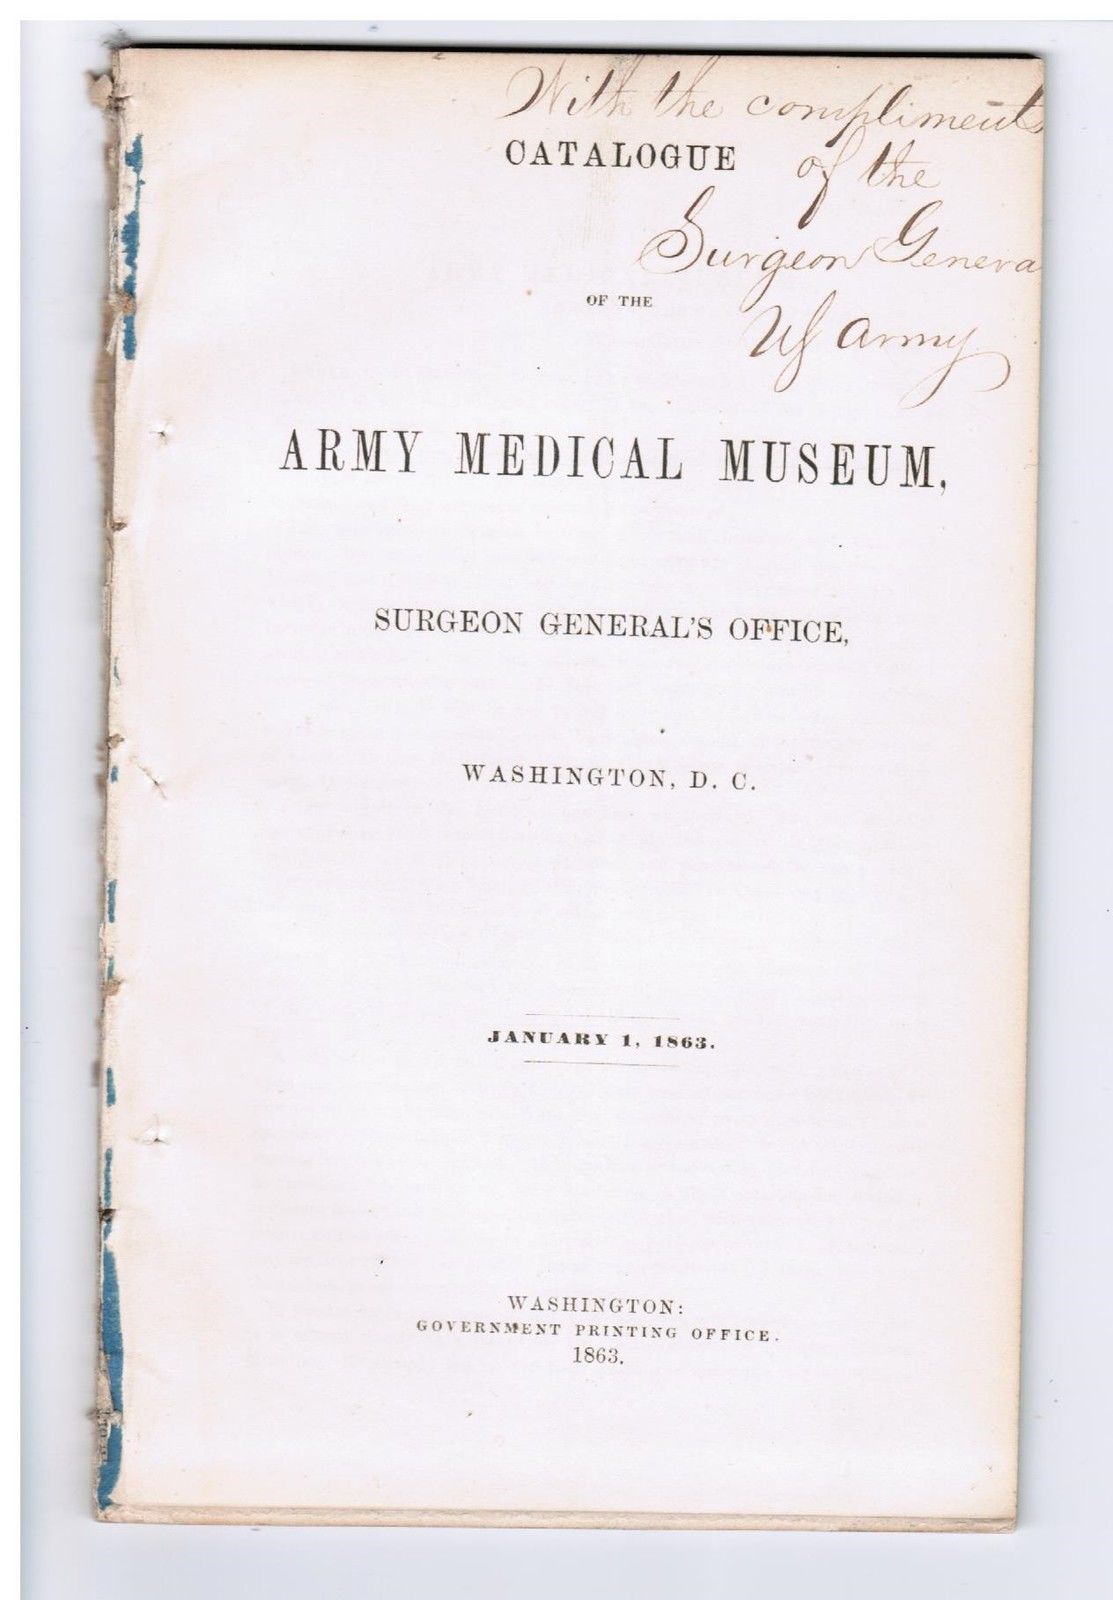 With the compliments
CATALOGUE
of the
Surgeon Genera
OF THE
US Army
ARMY MEDICAL MUSEUM,
SURGEON GENERAL'S OFFICE,
WASHINGTON, D. C.
JANUARY 1, 1863.
WASHINGTON:
GOVERNMENT PRINTING OFFICE.
1863.